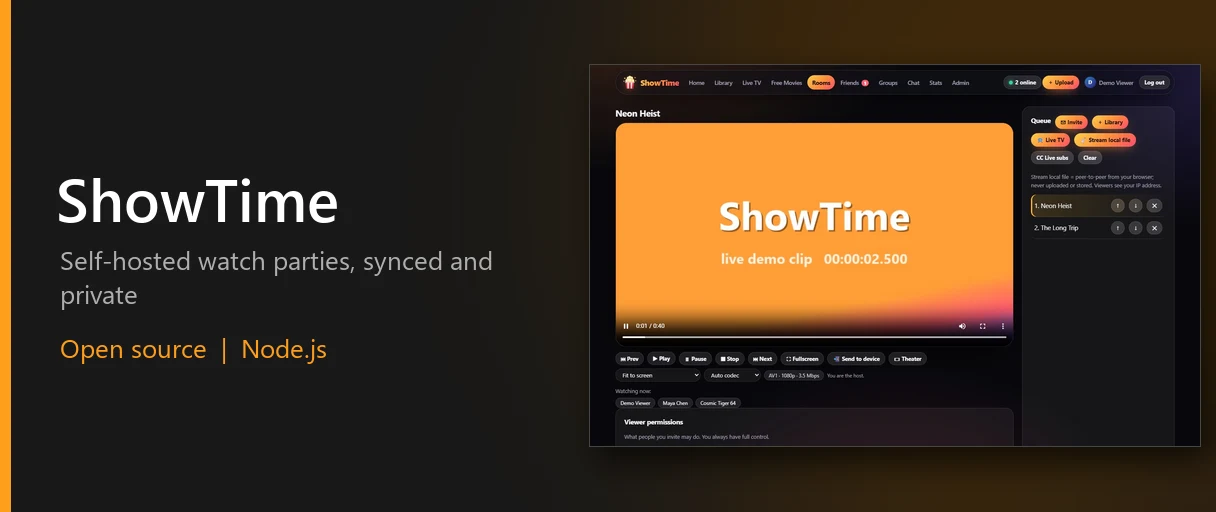 ShowTime
Self-hosted watch parties, synced and
private
Open source | Node.js
ShowTime Home Library Live TV Free Movies Rooms Friends 1 Groups Chat Stats Admin 2 online + Upload D Demo Viewer Log out
Neon Heist
ShowTime
live demo clip 00:00:02.500
0:01 / 0:40
Prev Play Pause Stop Next Fullscreen Send to device Theater
Fit to screen Auto codec AV1 · 1080p · 3.5 Mbps You are the host.
Watching now:
Demo Viewer Maya Chen Cosmic Tiger 64
Viewer permissions
What people you invite may do. You always have full control.
Queue Invite + Library
Live TV Stream local file
CC Live subs Clear
Stream local file = peer-to-peer from your browser;
never uploaded or stored. Viewers see your IP address.
1. Neon Heist
2. The Long Trip